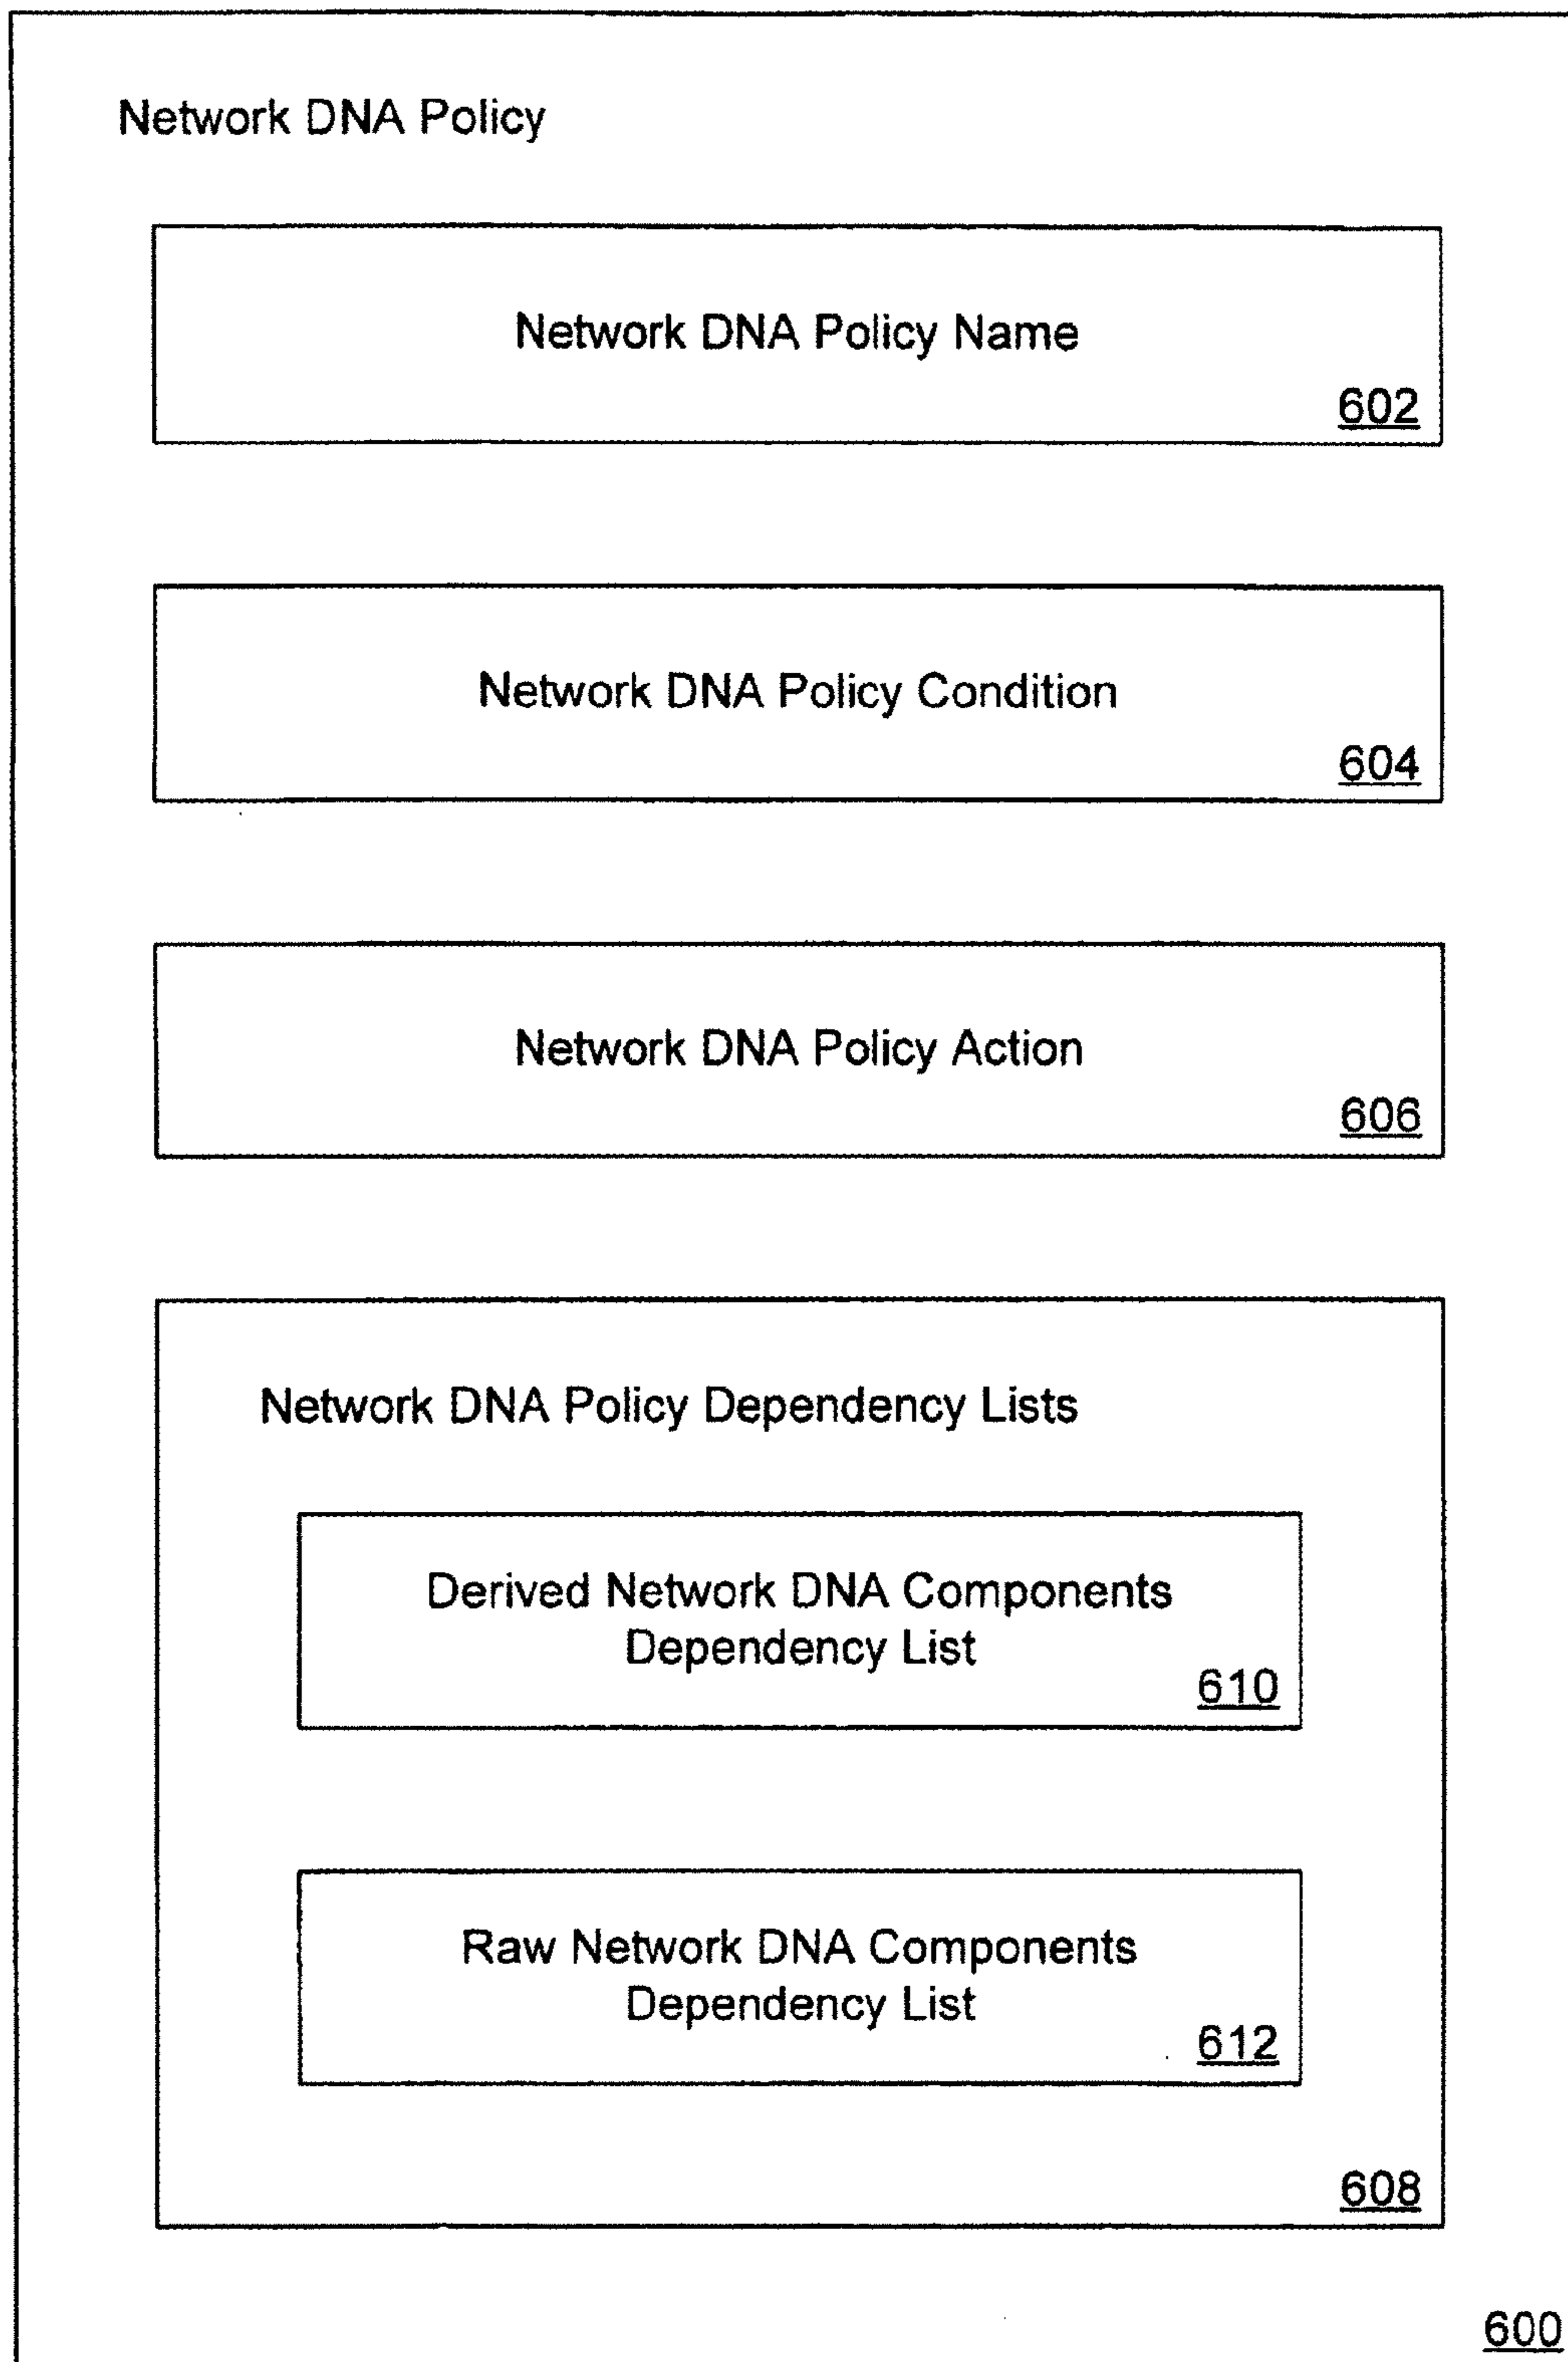 Network DNA Policy
Network DNA Policy Name
602
Network DNA Policy Condition
604
Network DNA Policy Action
606
Network DNA Policy Dependency Lists
Derived Network DNA Components
Dependency List
610
Raw Network DNA Components
Dependency List
612
608
600